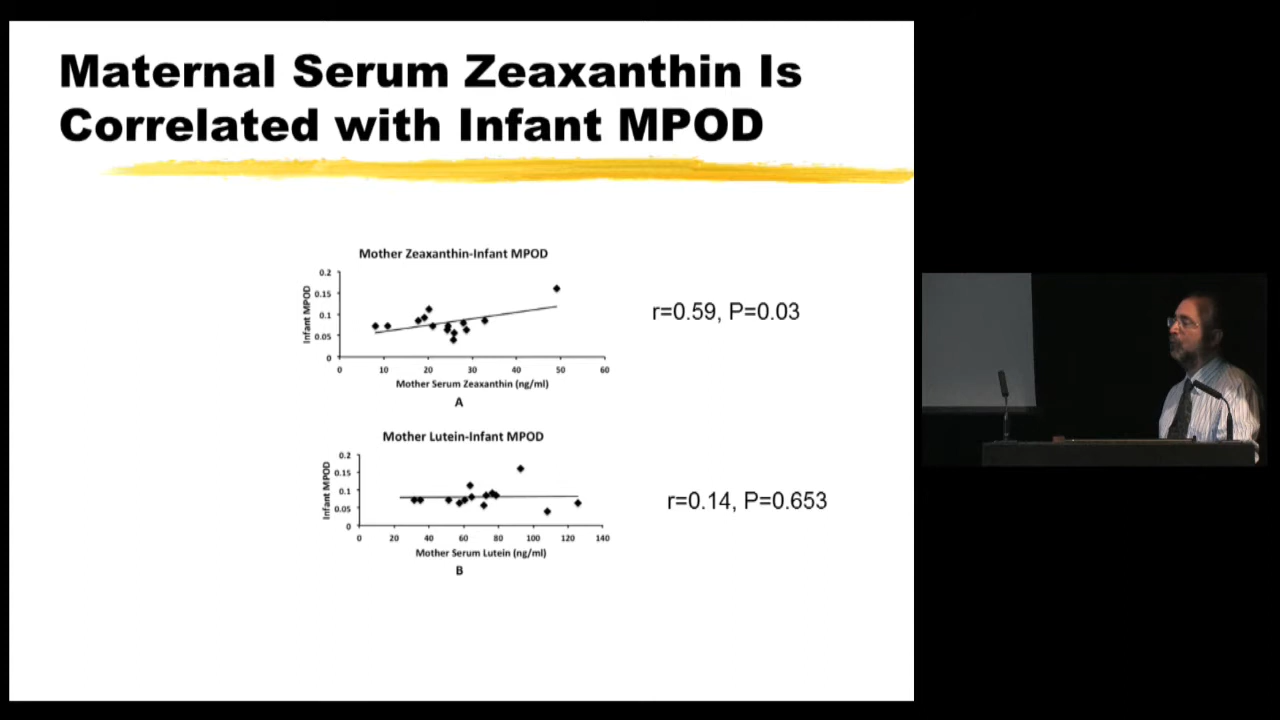 Maternal Serum Zeaxanthin Is
Correlated with Infant MPOD
Mother Zeaxanthin-Infant MPOD
Infant MPOD
0.2
0.15
0.1
0.05
0
0 10 20 30 40 50 60
Mother Serum Zeaxanthin (ng/ml)
A
r=0.59, P=0.03
Mother Lutein-Infant MPOD
Infant MPOD
0.2
0.15
0.1
0.05
0
0 20 40 60 80 100 120 140
Mother Serum Lutein (ng/ml)
B
r=0.14, P=0.653